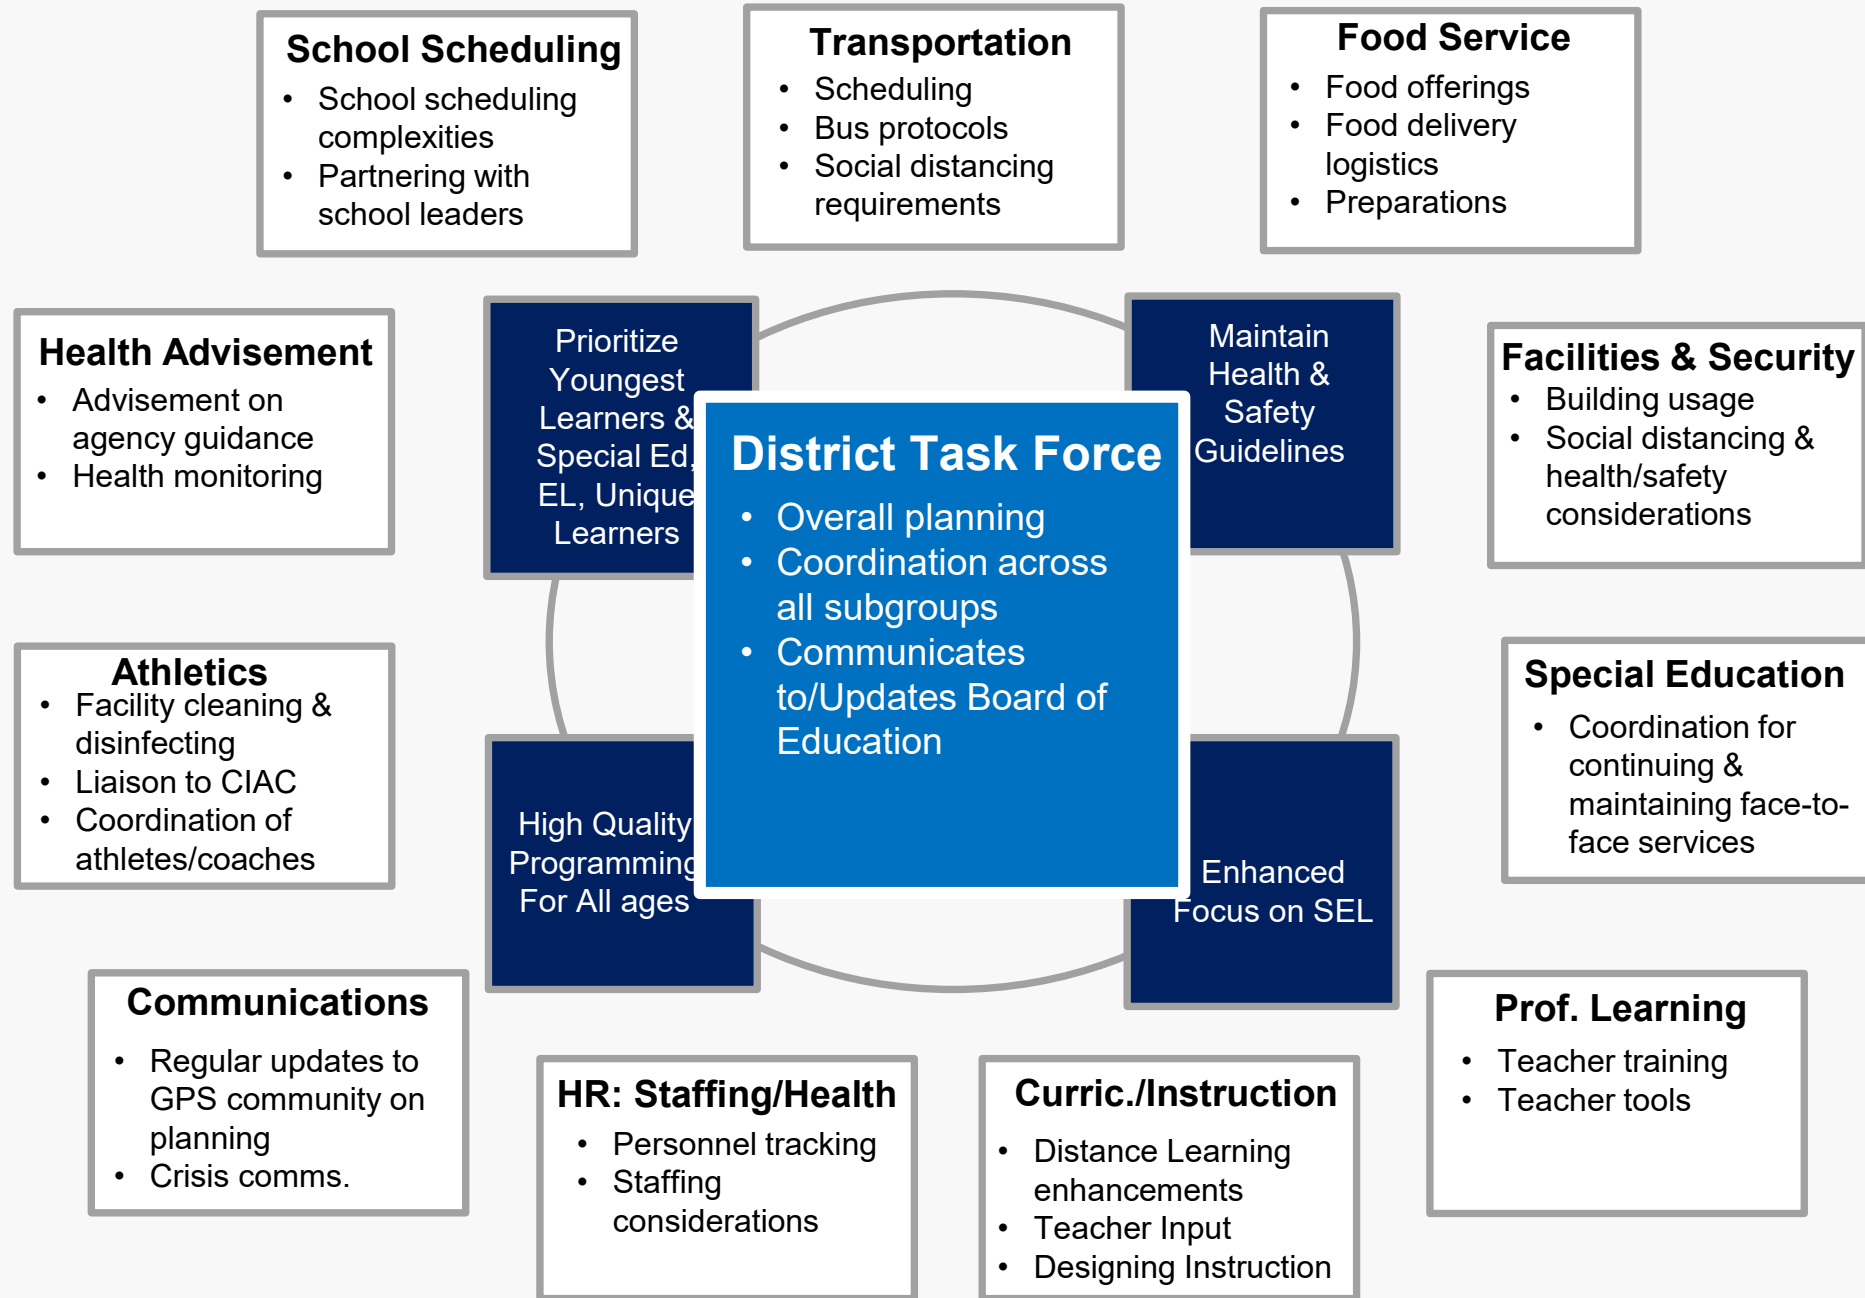 School Scheduling
• School scheduling
complexities
• Partnering with
school leaders
Transportation
• Scheduling
• Bus protocols
• Social distancing
requirements
Food Service
• Food offerings
• Food delivery
logistics
• Preparations
Health Advisement
• Advisement on
agency guidance
• Health monitoring
Prioritize
Youngest
Learners &
Special Ed,
EL, Unique
Learners
Maintain
Health &
Safety
Guidelines
Facilities & Security
• Building usage
• Social distancing &
health/safety
considerations
District Task Force
• Overall planning
• Coordination across
all subgroups
• Communicates
to/Updates Board of
Education
Athletics
• Facility cleaning &
disinfecting
• Liaison to CIAC
• Coordination of
athletes/coaches
High Quality
Programming
For All ages
Enhanced
Focus on SEL
Special Education
• Coordination for
continuing &
maintaining face-to-
face services
Communications
• Regular updates to
GPS community on
planning
• Crisis comms.
HR: Staffing/Health
• Personnel tracking
• Staffing
considerations
Curric./Instruction
• Distance Learning
enhancements
• Teacher Input
• Designing Instruction
Prof. Learning
• Teacher training
• Teacher tools